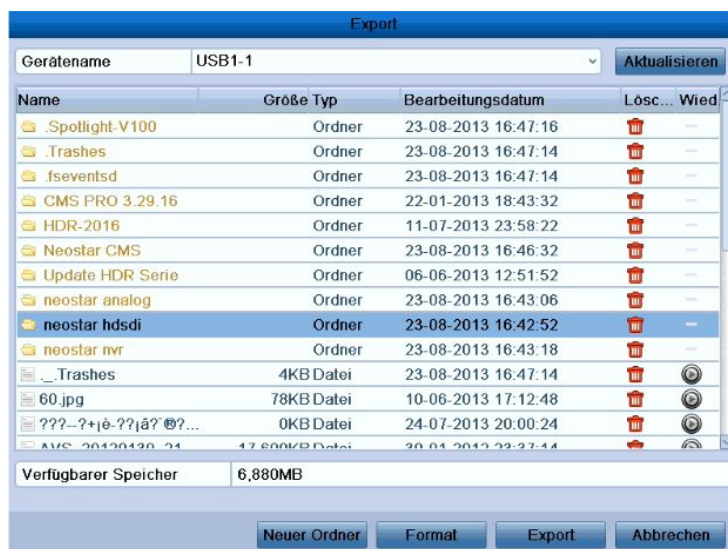 Export
Gerätename USB1-1 Aktualisieren
Name Größe Typ Bearbeitungsdatum Lösc... Wied
.Spotlight-V100 Ordner 23-08-2013 16:47:16
.Trashes Ordner 23-08-2013 16:47:14
.fseventsd Ordner 23-08-2013 16:47:14
CMS PRO 3.29.16 Ordner 22-01-2013 18:43:32
HDR-2016 Ordner 11-07-2013 23:58:22
Neostar CMS Ordner 23-08-2013 16:46:32
Update HDR Serie Ordner 06-06-2013 12:51:52
neostar analog Ordner 23-08-2013 16:43:06
neostar hdsdi Ordner 23-08-2013 16:42:52
neostar nvr Ordner 23-08-2013 16:43:18
._.Trashes 4KB Datei 23-08-2013 16:47:14
60.jpg 78KB Datei 10-06-2013 17:12:48
0KB Datei 24-07-2013 20:00:24
Verfügbarer Speicher 6,880MB
Neuer Ordner Format Export Abbrechen